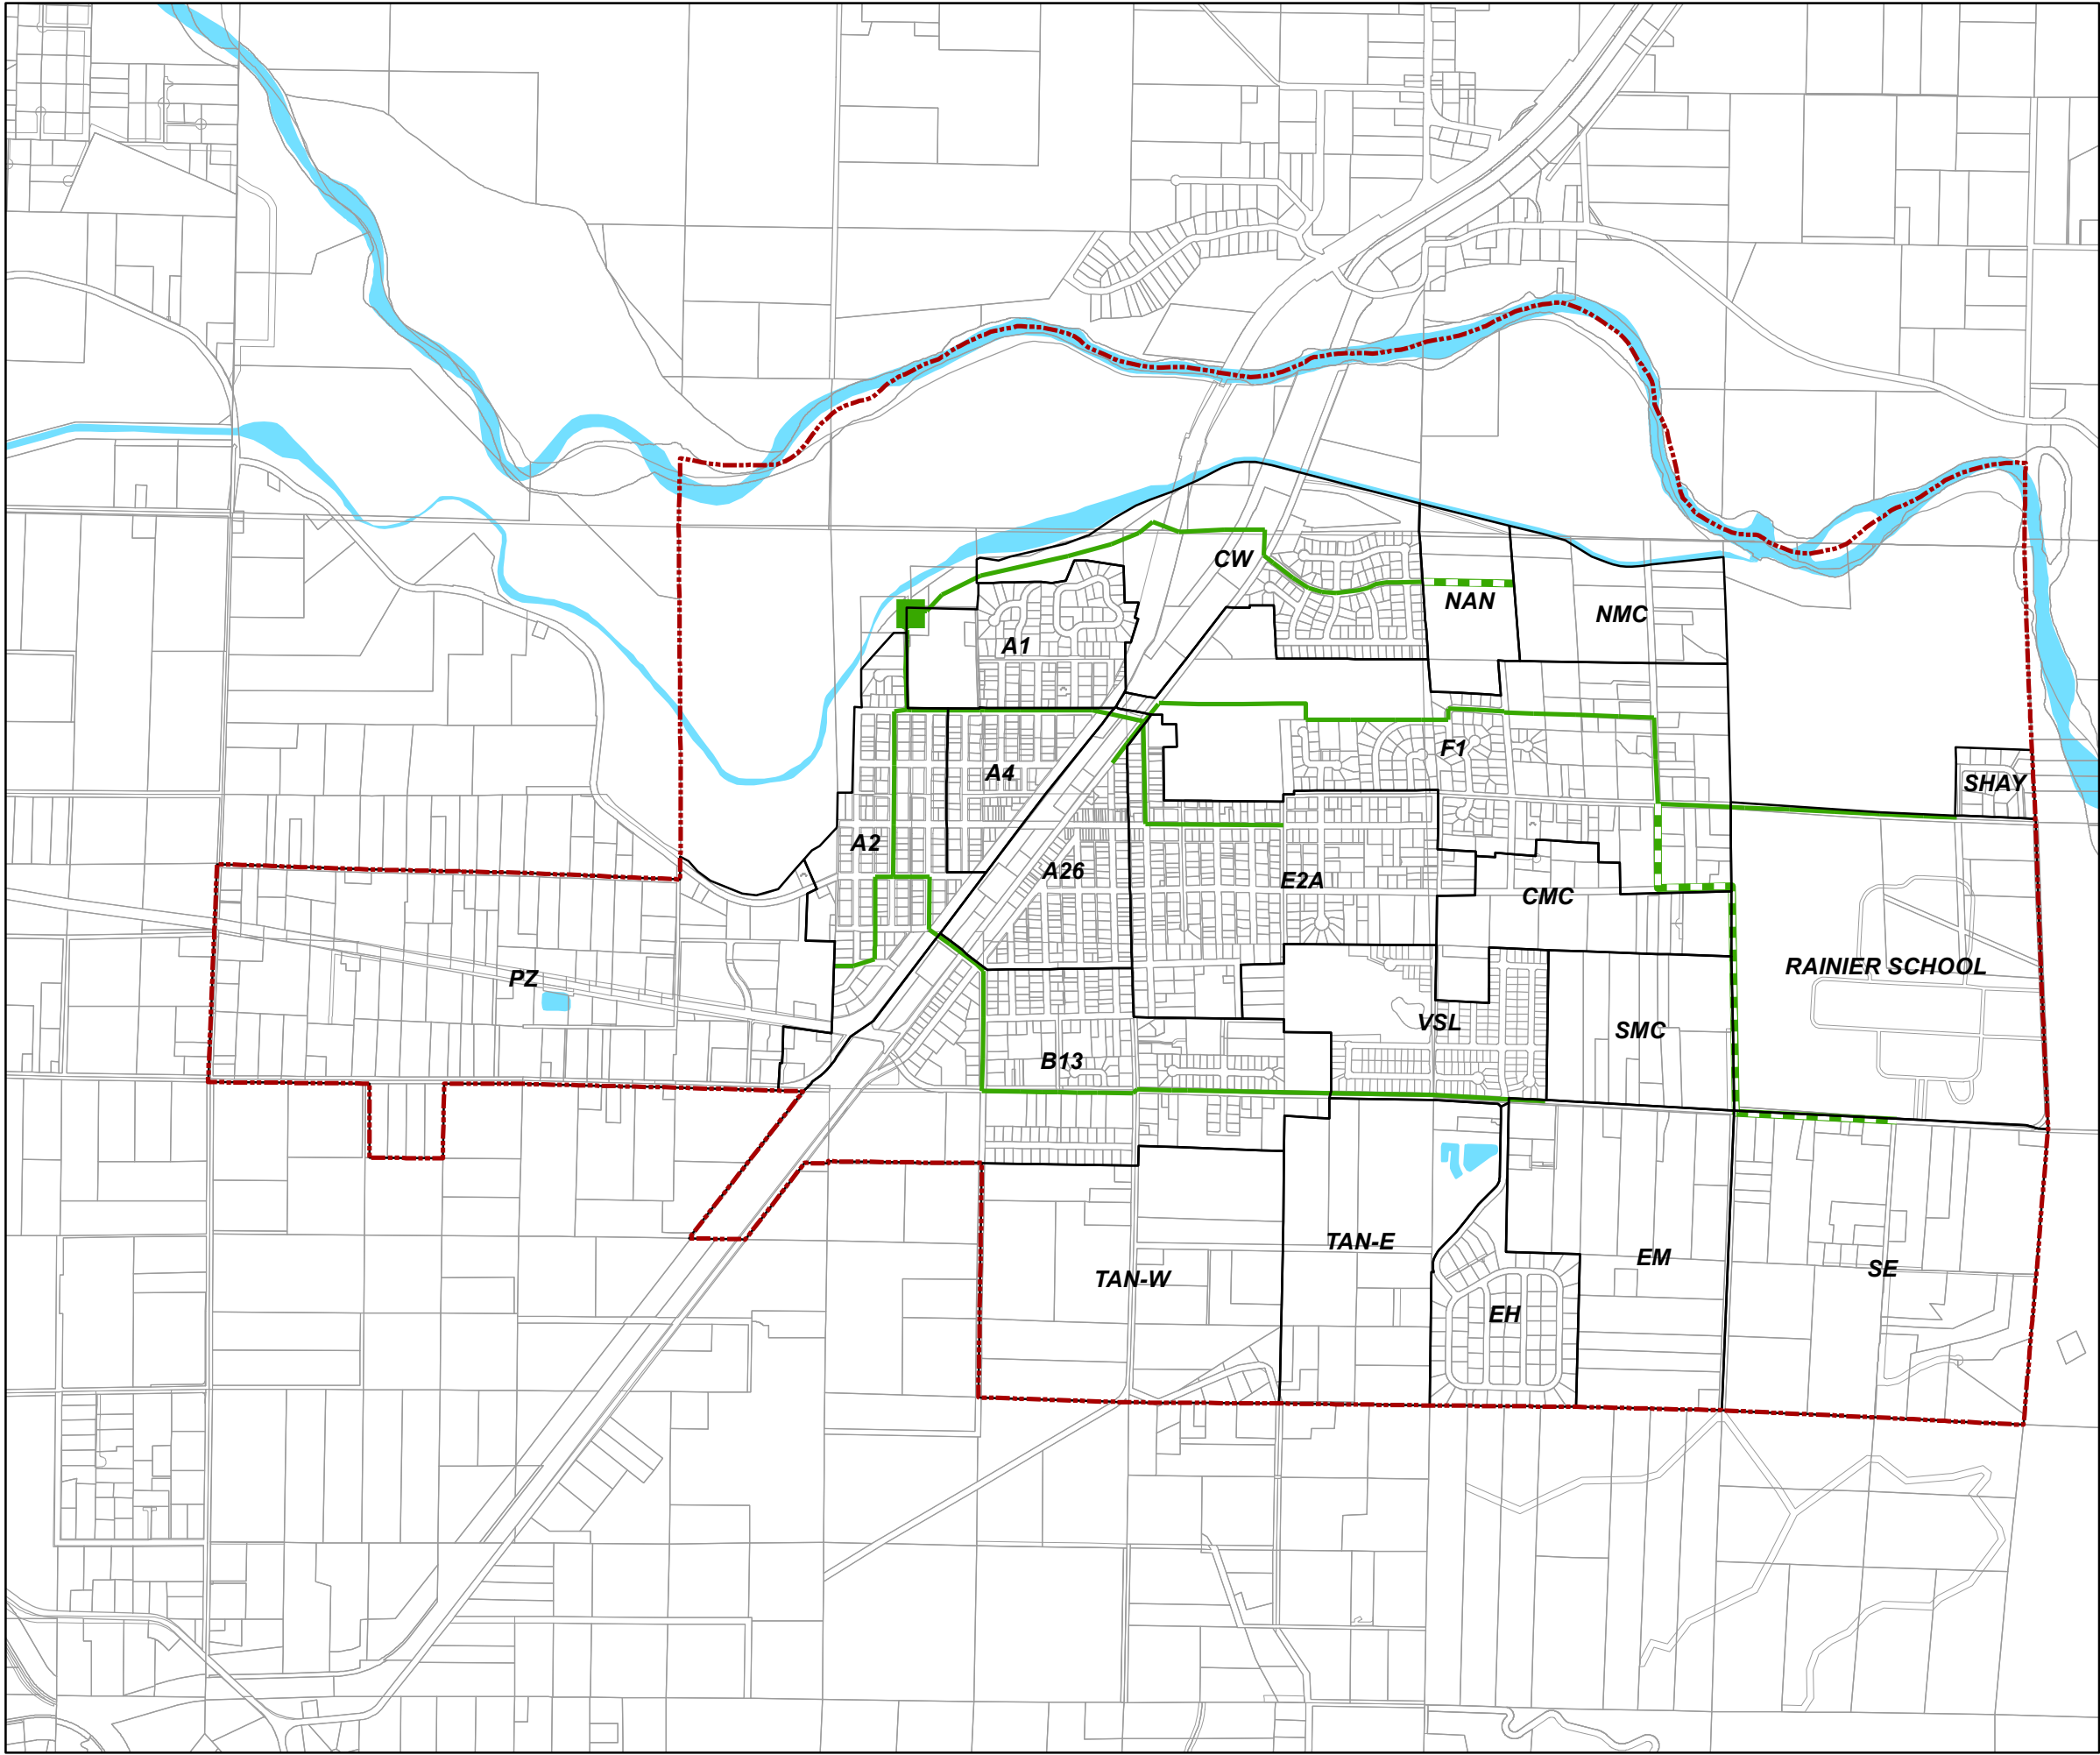 CW
NAN
NMC
A1
F1
A4
SHAY
A2
A26
E2A
CMC
RAINIER SCHOOL
PZ
VSL
SMC
B13
TAN-E
EM
SE
TAN-W
EH